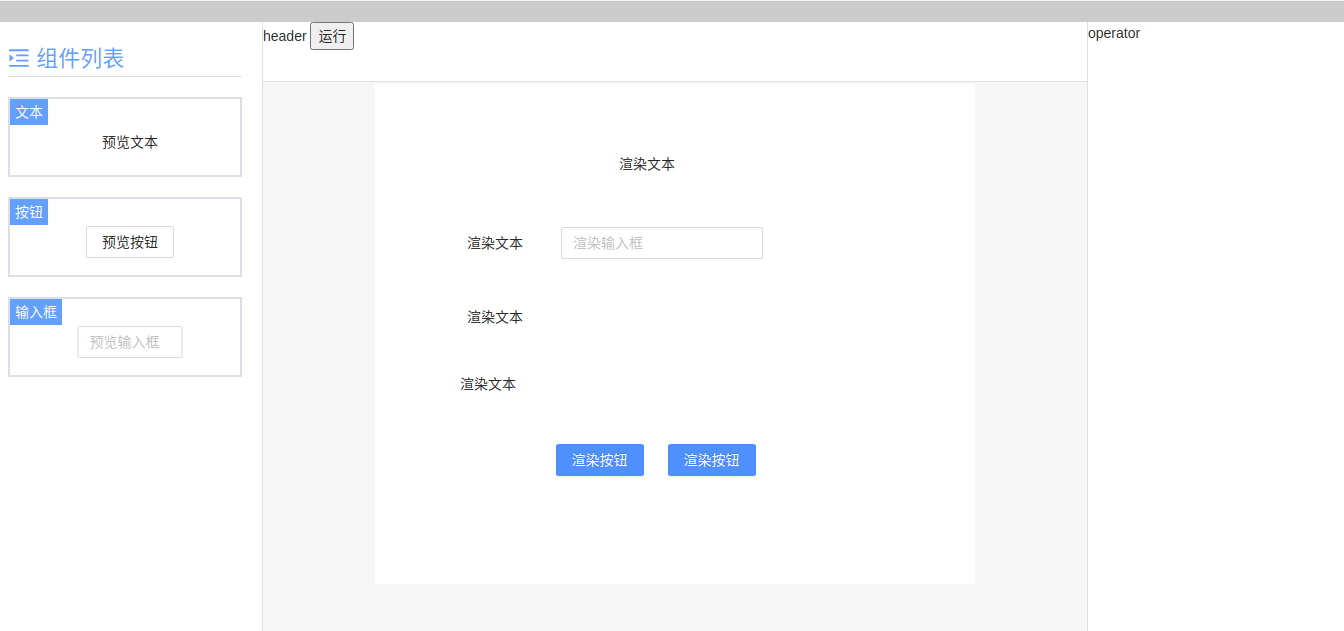 组件列表
文本
预览文本
按钮
预览按钮
输入框
预览输入框
header 运行
渲染文本
渲染文本 渲染输入框
渲染文本
渲染文本
渲染按钮 渲染按钮
operator